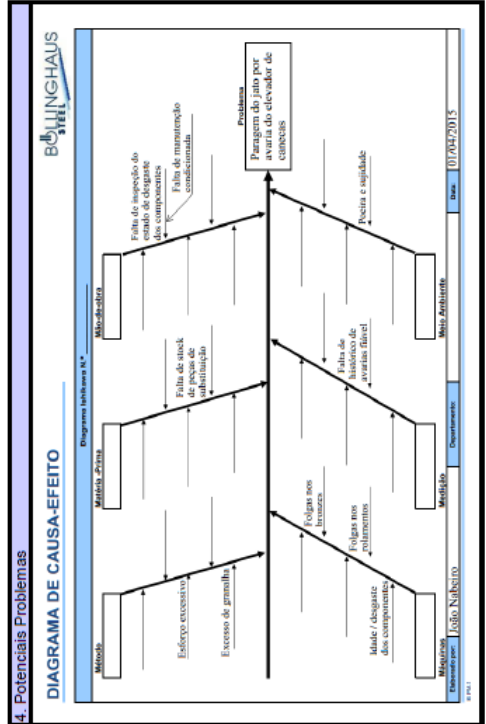 4. Potenciais Problemas
DIAGRAMA DE CAUSA-EFEITO
BOLLINGHAUS
STEEL
Diagrama Ishikawa N.º
Método
Matéria -Prima
Mão-de-obra
Esforço excessivo
Excesso de granalha
Falta de stock
de peças de
substituição
Falta de inspeção do
estado de desgaste
dos componentes
Falta de manutenção
condicionada
Problema
Paragem do jato por
avaria do elevador de
canecas
Folgas nos
bronzes
Folgas nos
rolamentos
Idade / desgaste
dos componentes
Falta de
histórico de
avarias fiável
Poeira e sujidade
Máquinas
Medição
Meio Ambiente
Elaborado por:
João Nabeiro
Departamento:
Data:
01/04/2015